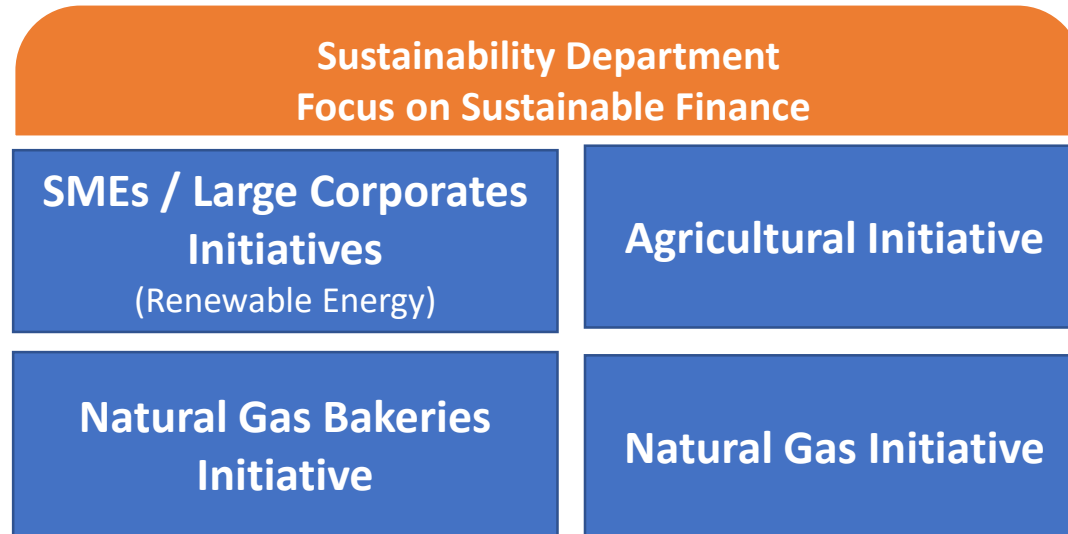 Sustainability Department
Focus on Sustainable Finance
SMEs / Large Corporates
Initiatives
(Renewable Energy)
Agricultural Initiative
Natural Gas Bakeries
Initiative
Natural Gas Initiative